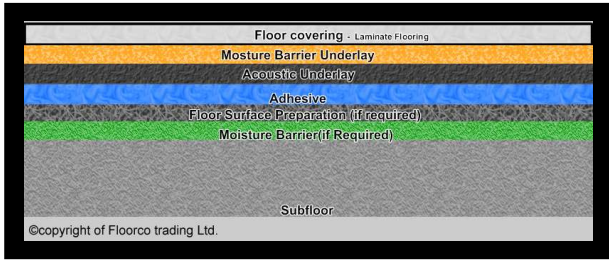 Floor covering - Laminate Flooring
Mosture Barrier Underlay
Acoustic Underlay
Adhesive
Floor Surface Preparation (if required)
Moisture Barrier(if Required)
Subfloor
©copyright of Floorco trading Ltd.